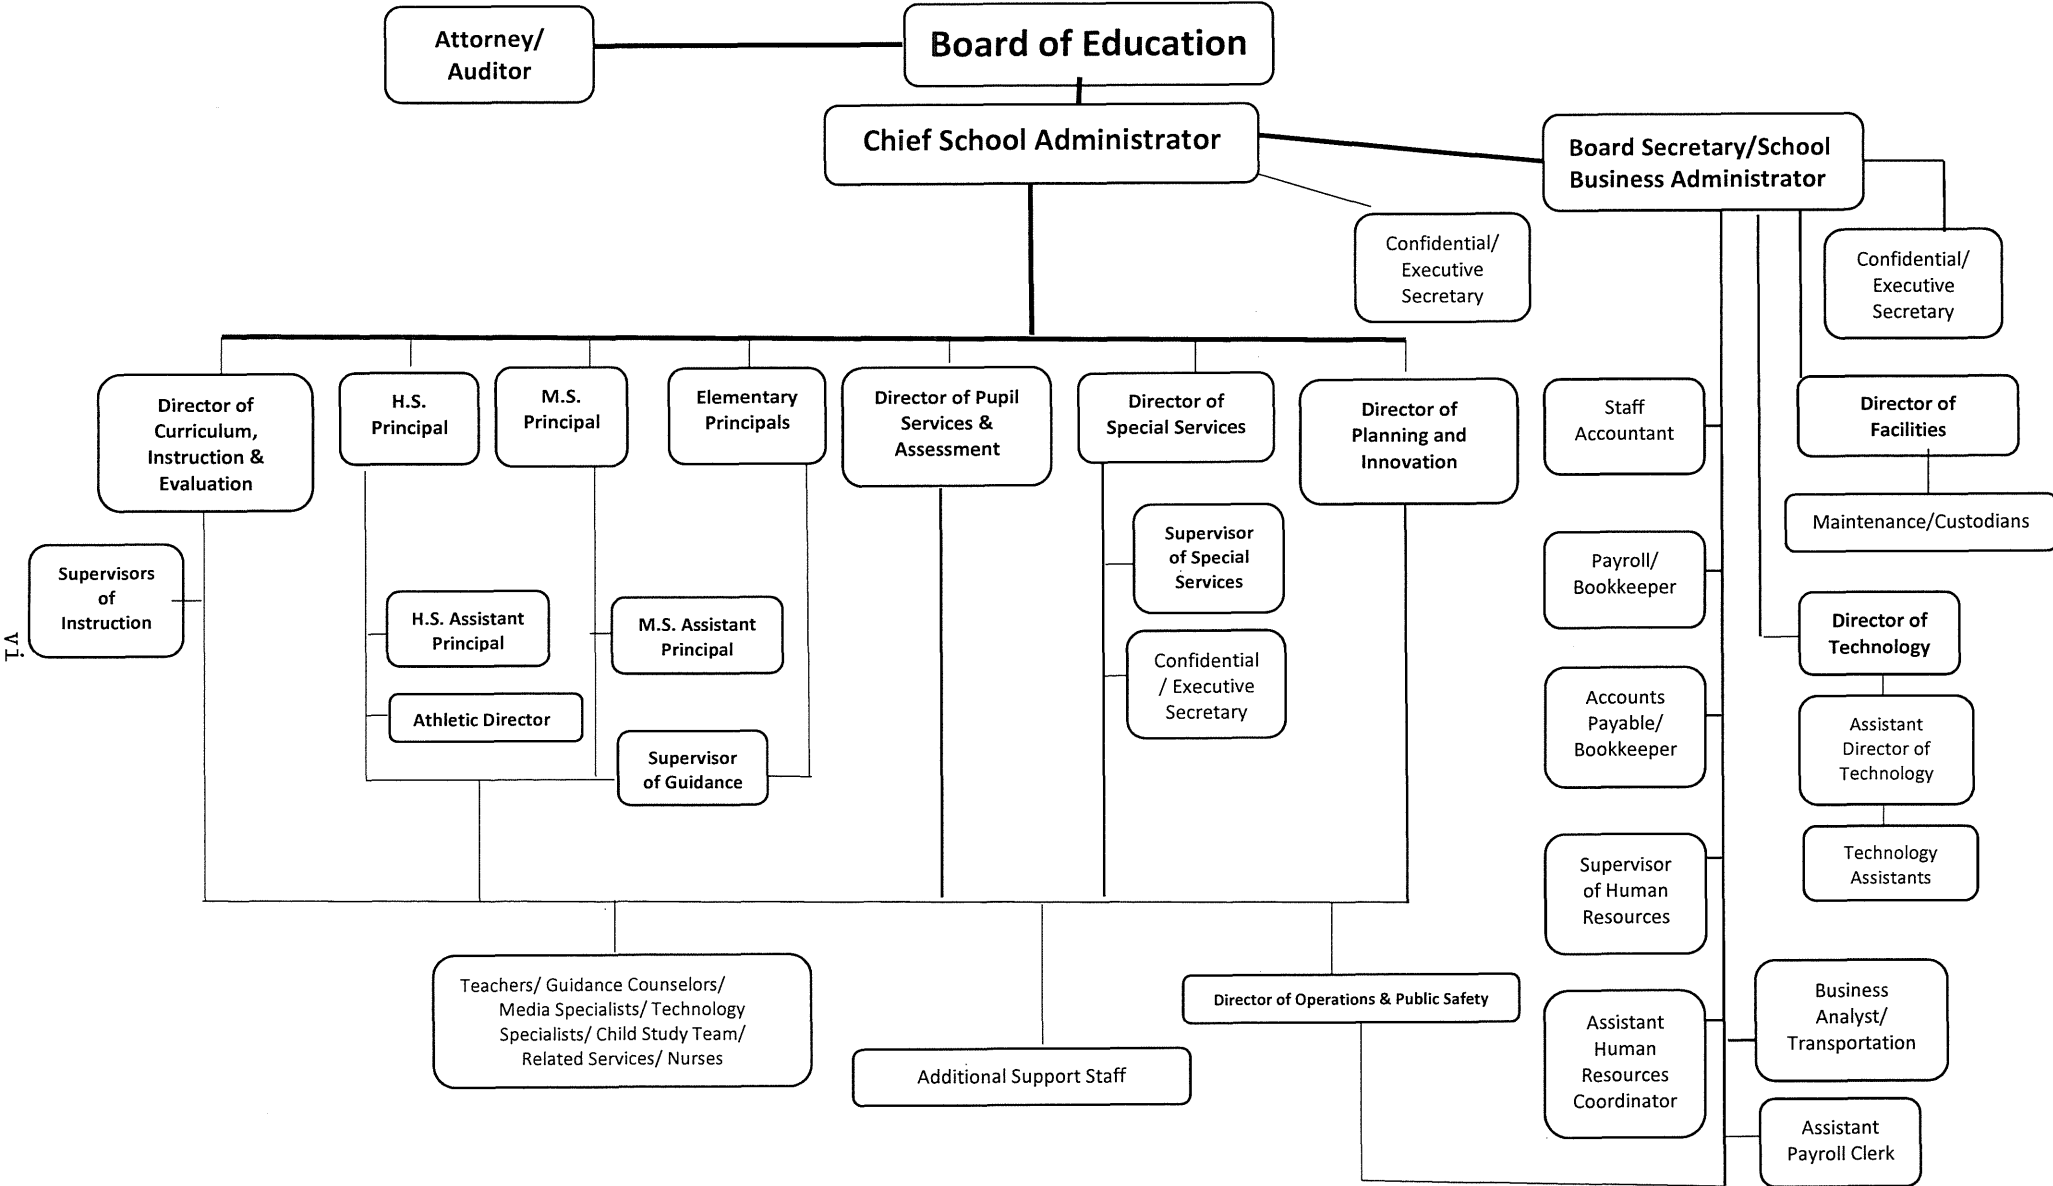 Attorney/
Auditor
Board of Education
Chief School Administrator
Board Secretary/School
Business Administrator
Confidential/
Executive
Secretary
Confidential/
Executive
Secretary
Director of
Curriculum,
Instruction &
Evaluation
H.S.
Principal
M.S.
Principal
Elementary
Principals
Director of Pupil
Services &
Assessment
Director of
Special Services
Director of
Planning and
Innovation
Staff
Accountant
Director of
Facilities
Maintenance/Custodians
Supervisors
of
Instruction
H.S. Assistant
Principal
Athletic Director
M.S. Assistant
Principal
Supervisor
of Guidance
Supervisor
of Special
Services
Confidential
/ Executive
Secretary
Payroll/
Bookkeeper
Accounts
Payable/
Bookkeeper
Director of
Technology
Assistant
Director of
Technology
Technology
Assistants
Supervisor
of Human
Resources
Assistant
Human
Resources
Coordinator
Business
Analyst/
Transportation
Assistant
Payroll Clerk
Teachers/ Guidance Counselors/
Media Specialists/ Technology
Specialists/ Child Study Team/
Related Services/ Nurses
Additional Support Staff
Director of Operations & Public Safety
vi